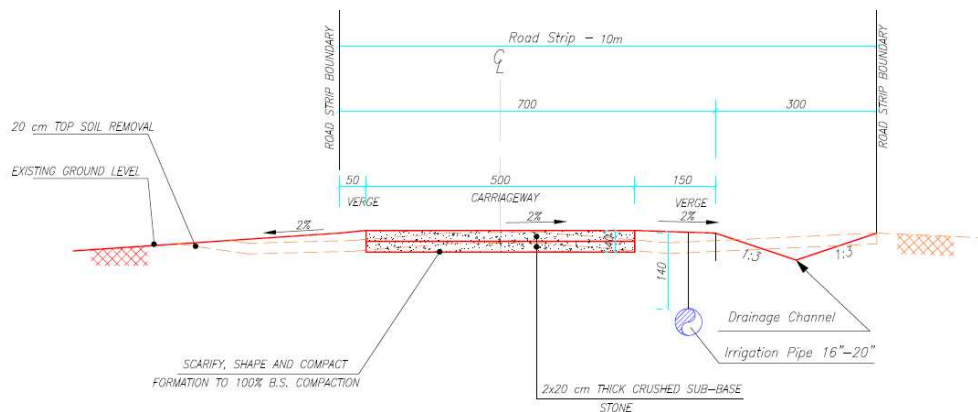 Road Strip - 10m
ROAD STRIP BOUNDARY
ROAD STRIP BOUNDARY
CL
700
300
20 cm TOP SOIL REMOVAL
EXISTING GROUND LEVEL
50
500
150
VERGE
CARRIAGEWAY
VERGE
2%
2%
2%
140
1:3
1:3
Drainage Channel
Irrigation Pipe 16"-20"
SCARIFY, SHAPE AND COMPACT
FORMATION TO 100% B.S. COMPACTION
2x20 cm THICK CRUSHED SUB-BASE
STONE